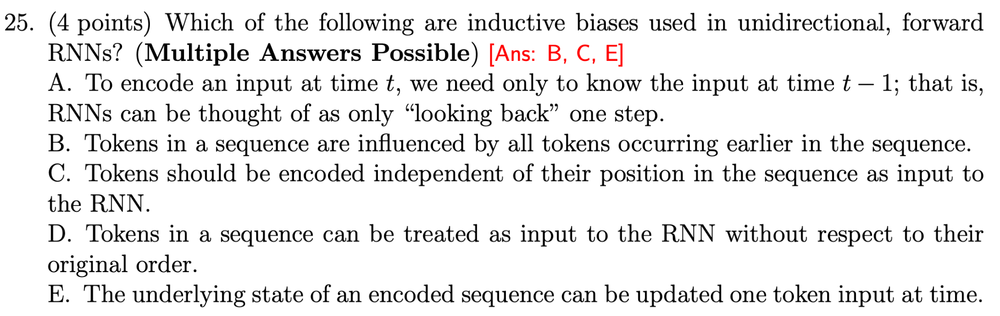 25. (4 points) Which of the following are inductive biases used in unidirectional, forward
RNNs? (Multiple Answers Possible) [Ans: B, C, E]
A. To encode an input at time t, we need only to know the input at time t − 1; that is,
RNNs can be thought of as only “looking back” one step.
B. Tokens in a sequence are influenced by all tokens occurring earlier in the sequence.
C. Tokens should be encoded independent of their position in the sequence as input to
the RNN.
D. Tokens in a sequence can be treated as input to the RNN without respect to their
original order.
E. The underlying state of an encoded sequence can be updated one token input at time.